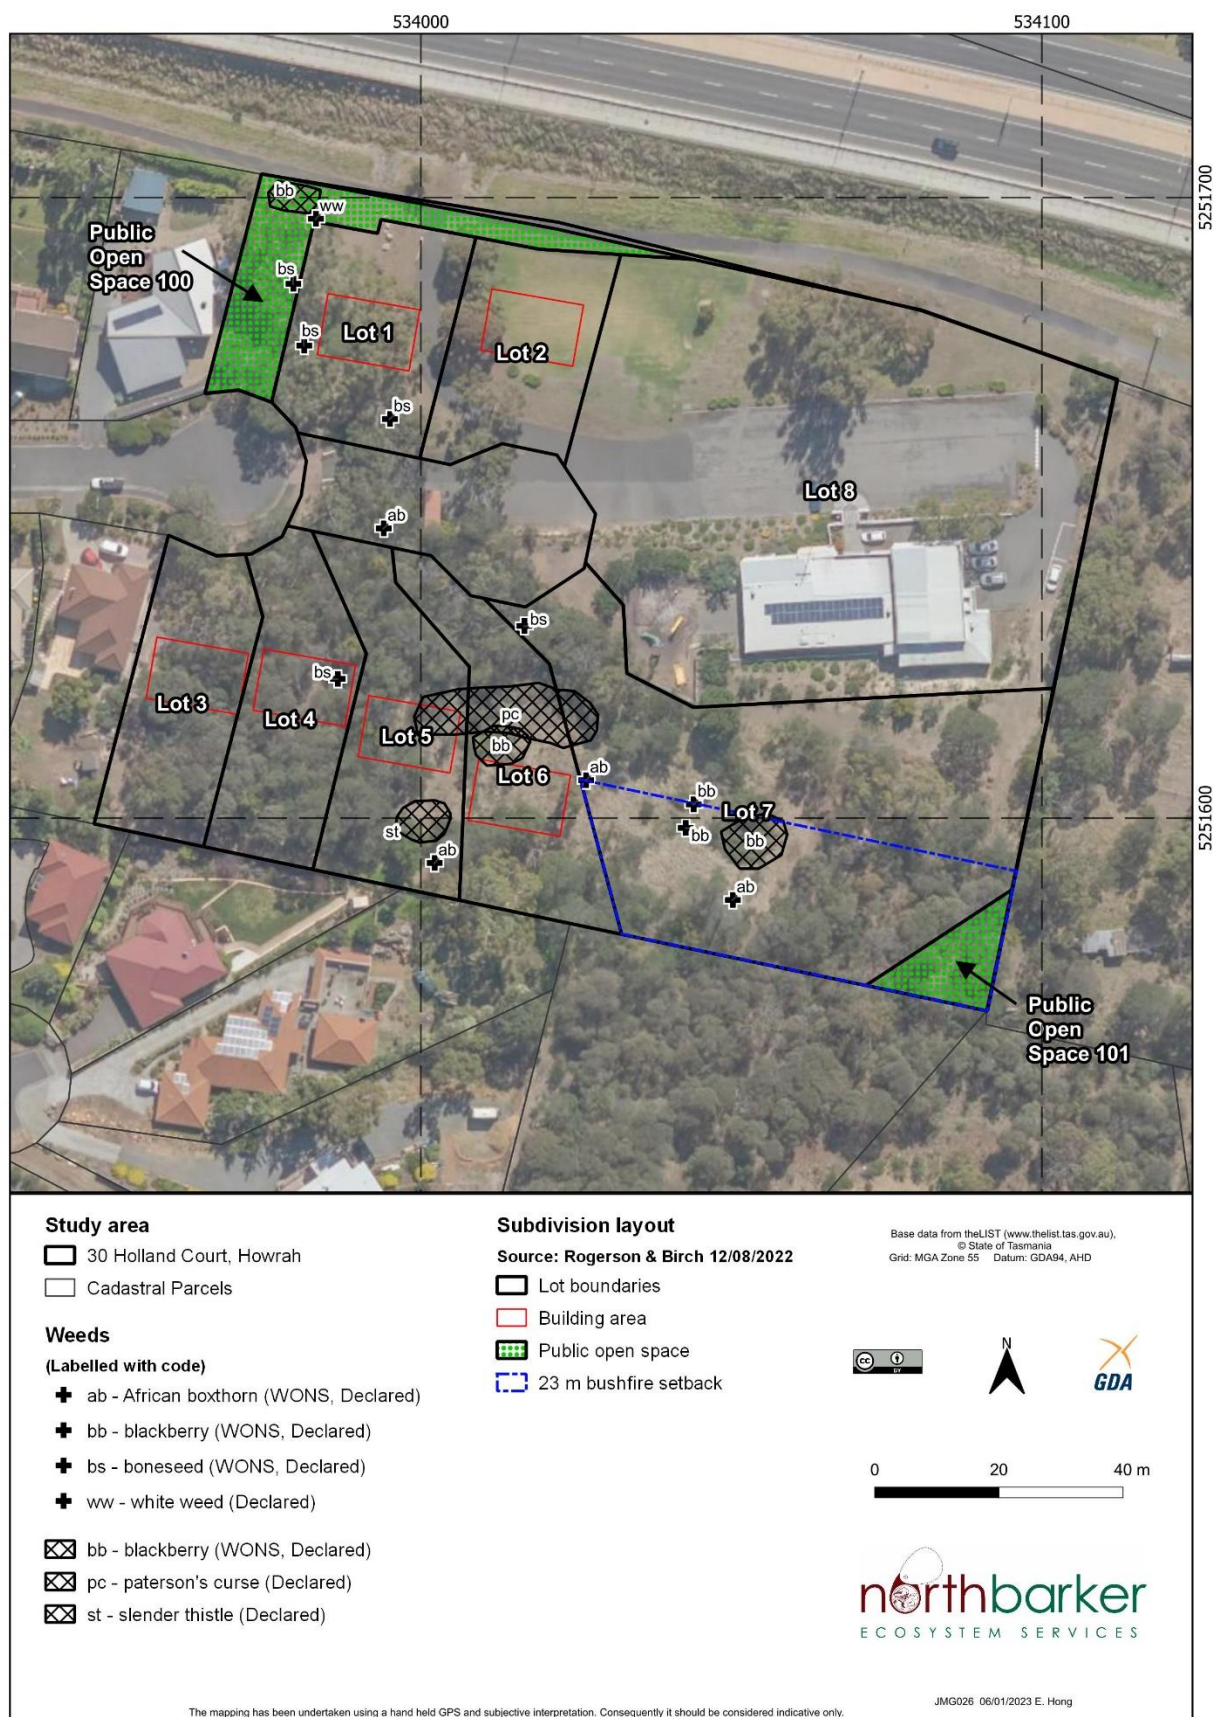 534000
534100
5251700
bb
ww
Public
Open
Space 100
bs
bs
Lot 1
Lot 2
bs
Lot 8
ab
bs
bs
Lot 3
Lot 4
pc
Lot 5
bb
Lot 6
ab
bb
Lot 7
5251600
st
bb
bb
ab
ab
Public
Open
Space 101
Study area
30 Holland Court, Howrah
Cadastral Parcels
Weeds
(Labelled with code)
ab - African boxthorn (WONS, Declared)
bb - blackberry (WONS, Declared)
bs - boneseed (WONS, Declared)
ww - white weed (Declared)
bb - blackberry (WONS, Declared)
pc - paterson's curse (Declared)
st - slender thistle (Declared)
Subdivision layout
Source: Rogerson & Birch 12/08/2022
Lot boundaries
Building area
Public open space
23 m bushfire setback
Base data from theLIST (www.thelist.tas.gov.au),
© State of Tasmania
Grid: MGA Zone 55 Datum: GDA94, AHD
cc
BY
N
GDA
0 20 40 m
northbarker
ECOSYSTEM SERVICES
JMG026 06/01/2023 E. Hong
The mapping has been undertaken using a hand held GPS and subjective interpretation. Consequently it should be considered indicative only.